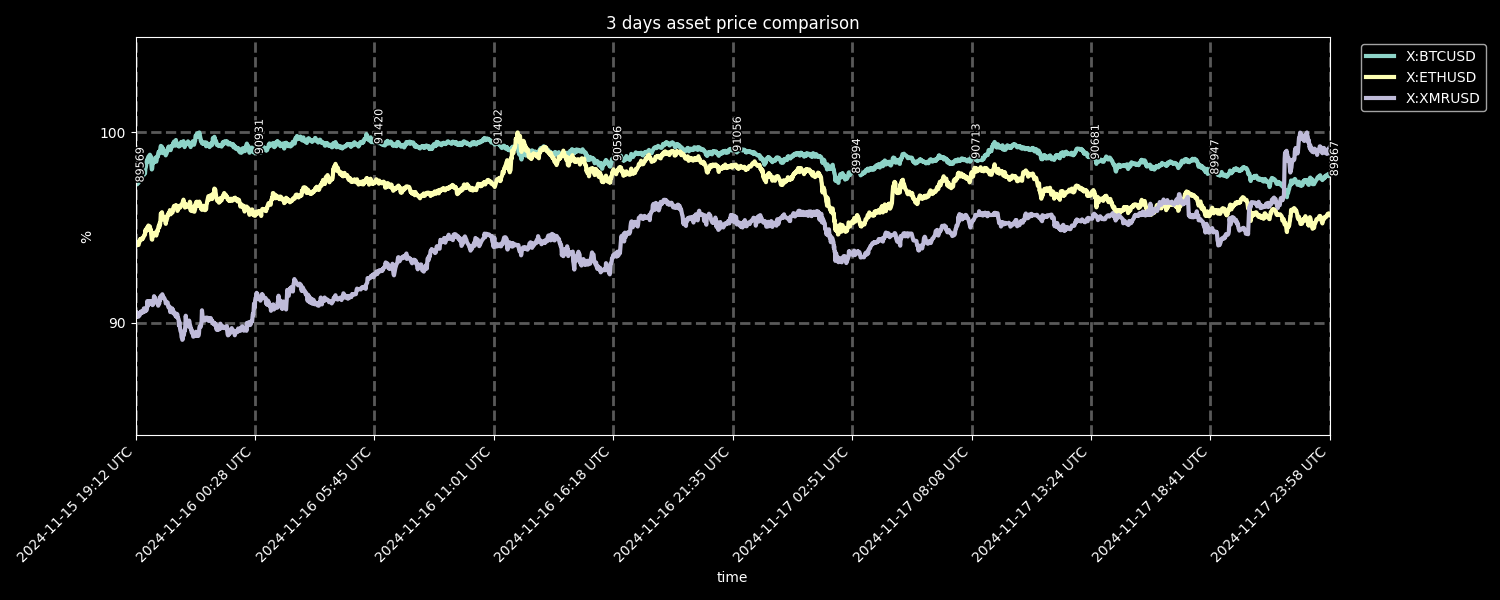 3 days asset price comparison
X:BTCUSD
X:ETHUSD
X:XMRUSD
100
90
%
89569
90931
91420
91402
90596
91056
89994
90713
90681
89947
89867
2024-11-15 19:12 UTC
2024-11-16 00:28 UTC
2024-11-16 05:45 UTC
2024-11-16 11:01 UTC
2024-11-16 16:18 UTC
2024-11-16 21:35 UTC
2024-11-17 02:51 UTC
2024-11-17 08:08 UTC
2024-11-17 13:24 UTC
2024-11-17 18:41 UTC
2024-11-17 23:58 UTC
time